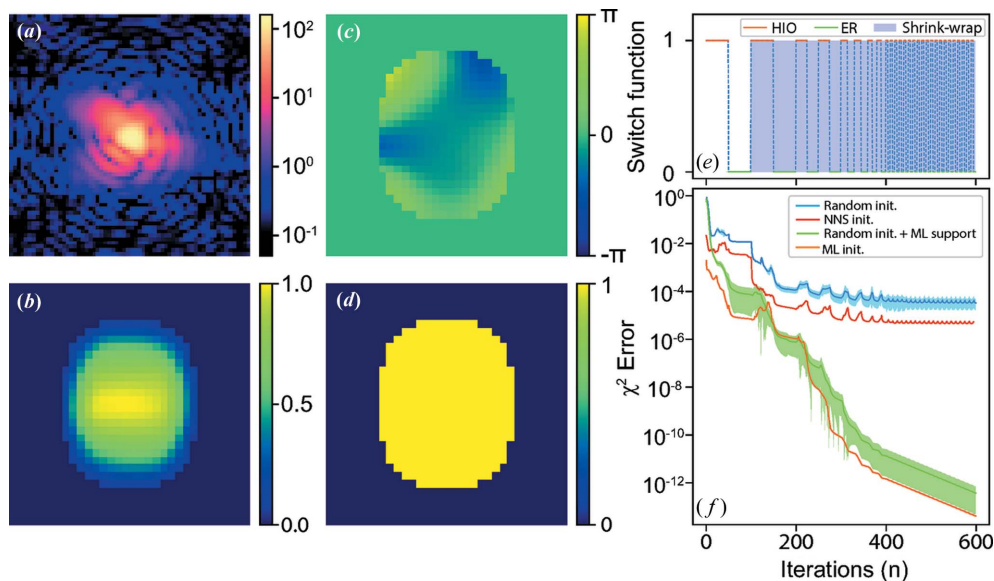 (a)
10²
10¹
10⁰
10⁻¹
(c)
π
0
-π
(b)
1.0
0.5
0.0
(d)
1
0
HIO ER Shrink-wrap
Switch function
1
0
(e)
Random init.
NNS init.
Random init. + ML support
ML init.
χ² Error
10⁰
10⁻²
10⁻⁴
10⁻⁶
10⁻⁸
10⁻¹⁰
10⁻¹²
(f)
0 200 400 600
Iterations (n)